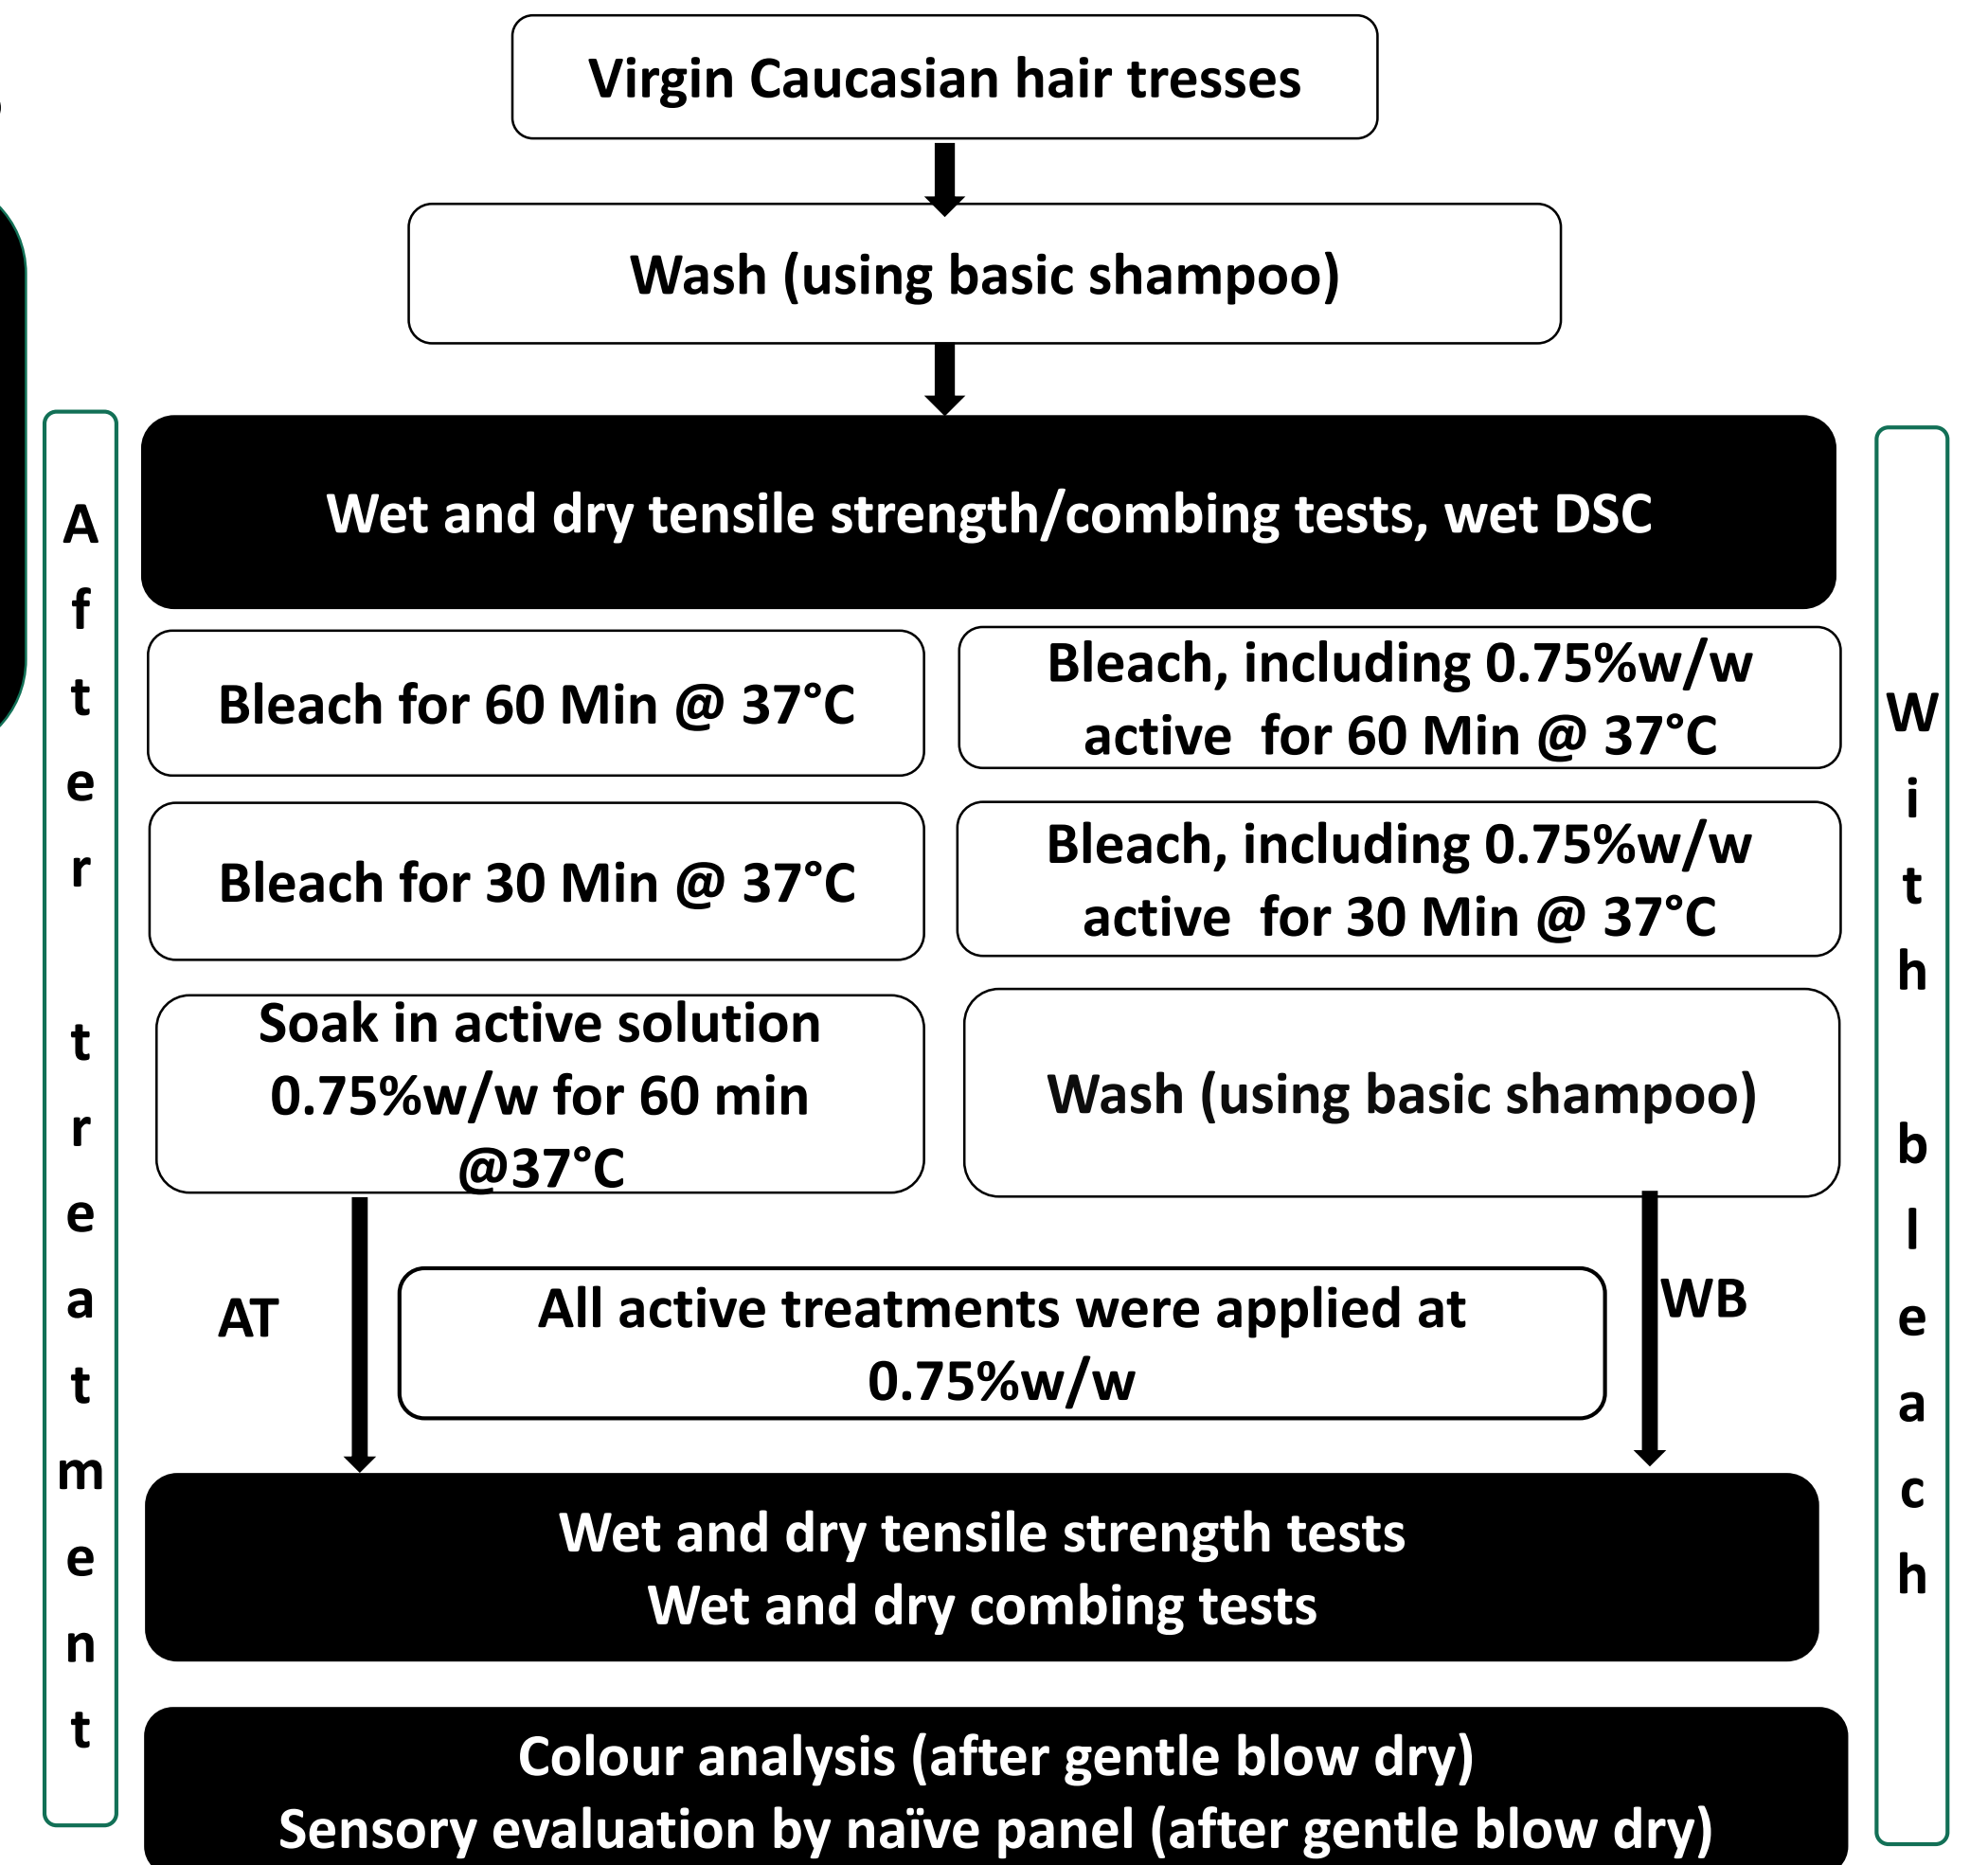 Virgin Caucasian hair tresses
Wash (using basic shampoo)
Wet and dry tensile strength/combing tests, wet DSC
After treatment
Bleach for 60 Min @ 37°C
Bleach, including 0.75%w/w
active for 60 Min @ 37°C
Bleach for 30 Min @ 37°C
Bleach, including 0.75%w/w
active for 30 Min @ 37°C
Soak in active solution
0.75%w/w for 60 min
@37°C
Wash (using basic shampoo)
With bleach
AT
All active treatments were applied at
0.75%w/w
WB
Wet and dry tensile strength tests
Wet and dry combing tests
Colour analysis (after gentle blow dry)
Sensory evaluation by naïve panel (after gentle blow dry)